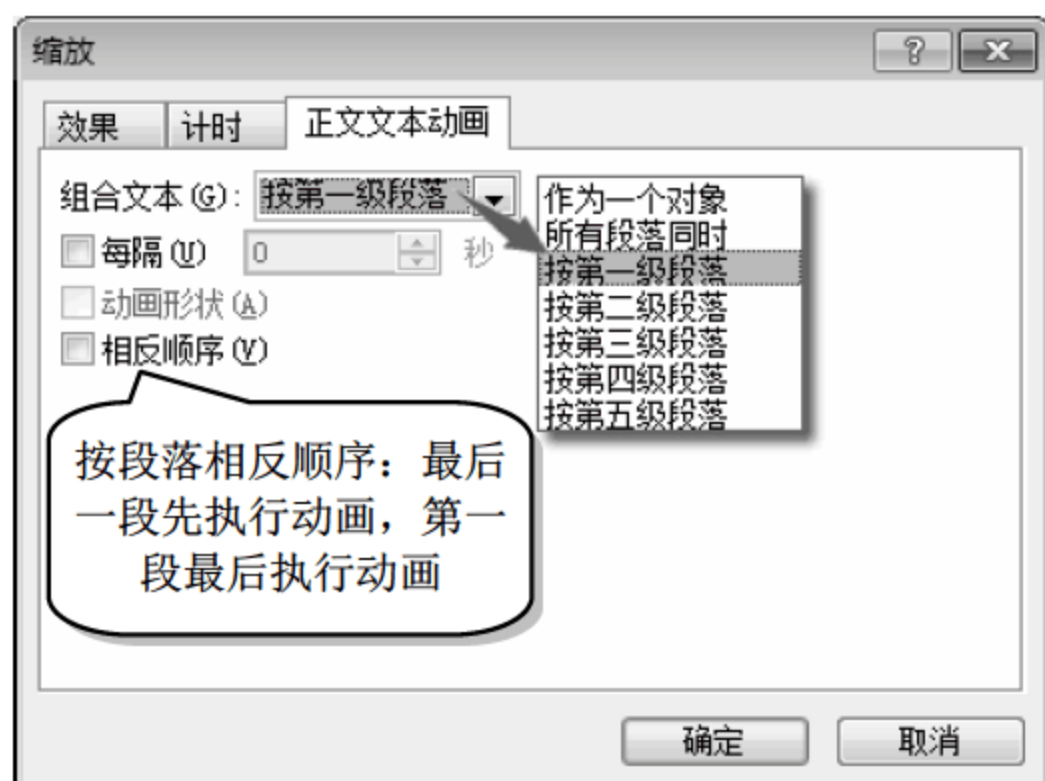 缩放
效果 计时 正文文本动画
组合文本(G): 按第一级段落
每隔(U) 0 秒
动画形状(A)
相反顺序(V)
作为一个对象
所有段落同时
按第一级段落
按第二级段落
按第三级段落
按第四级段落
按第五级段落
按段落相反顺序：最后
一段先执行动画，第一
段最后执行动画
确定 取消